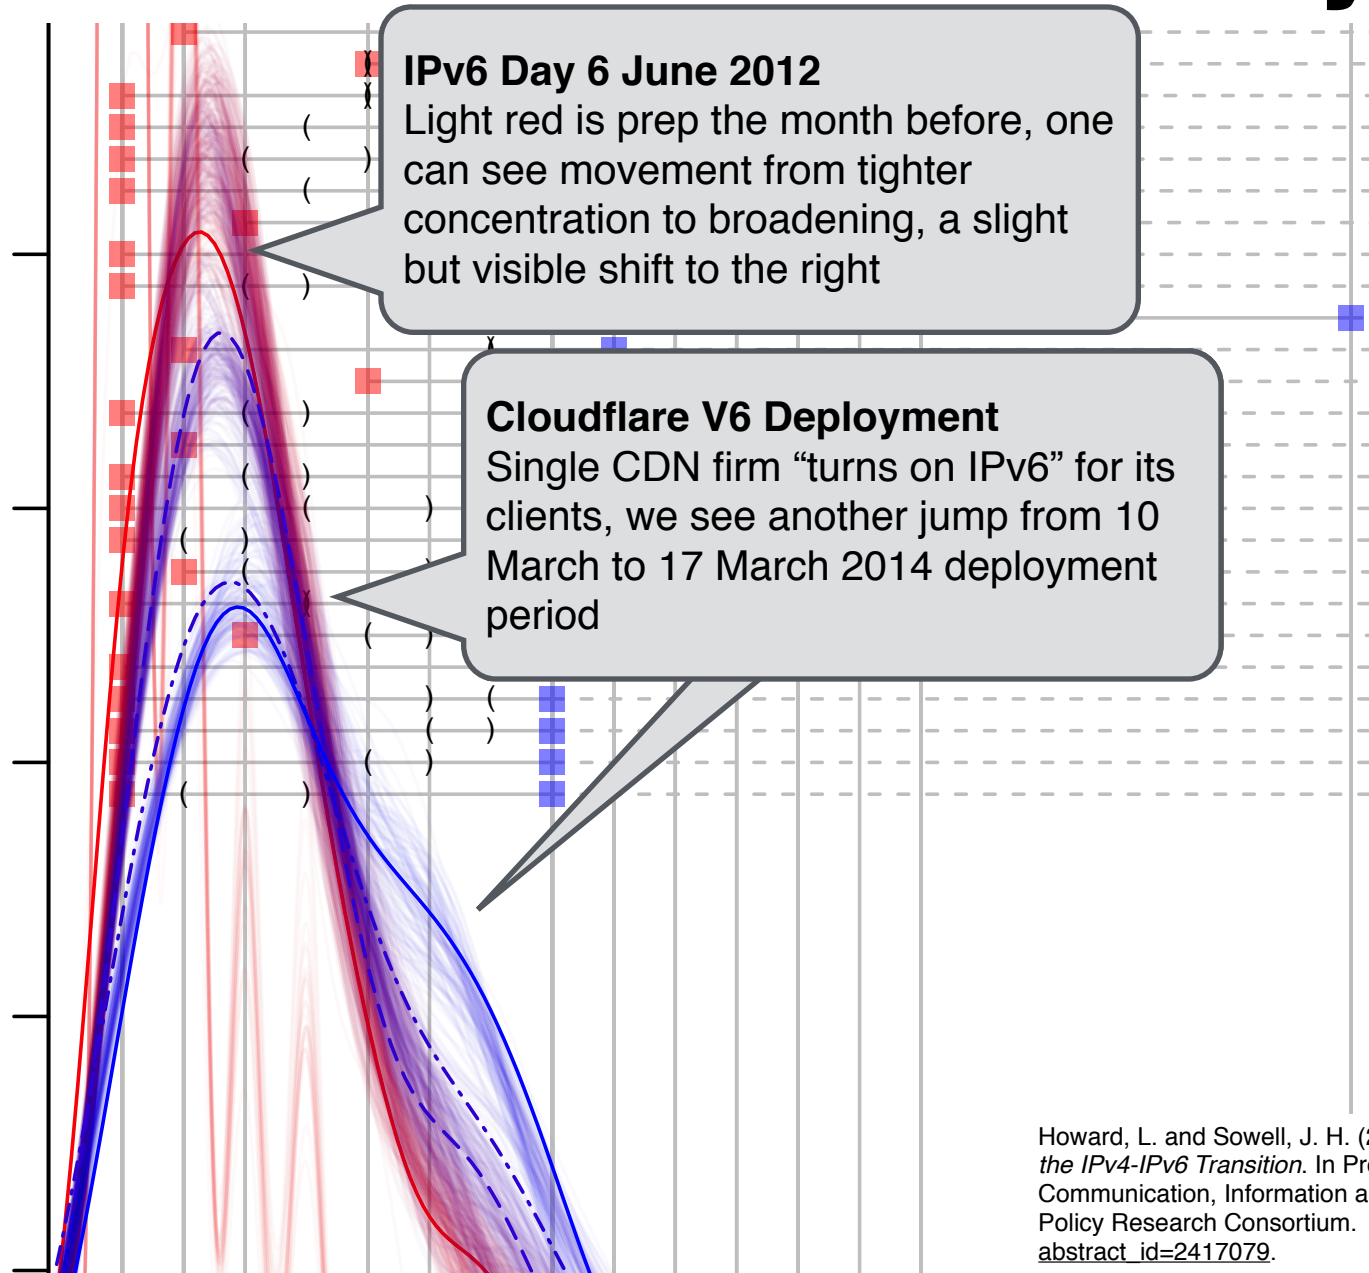 IPv6 Day 6 June 2012
Light red is prep the month before, one
can see movement from tighter
concentration to broadening, a slight
but visible shift to the right
Cloudflare V6 Deployment
Single CDN firm “turns on IPv6” for its
clients, we see another jump from 10
March to 17 March 2014 deployment
period
Howard, L. and Sowell, J. H. (2
the IPv4-IPv6 Transition. In Pr
Communication, Information a
Policy Research Consortium.
abstract_id=2417079.